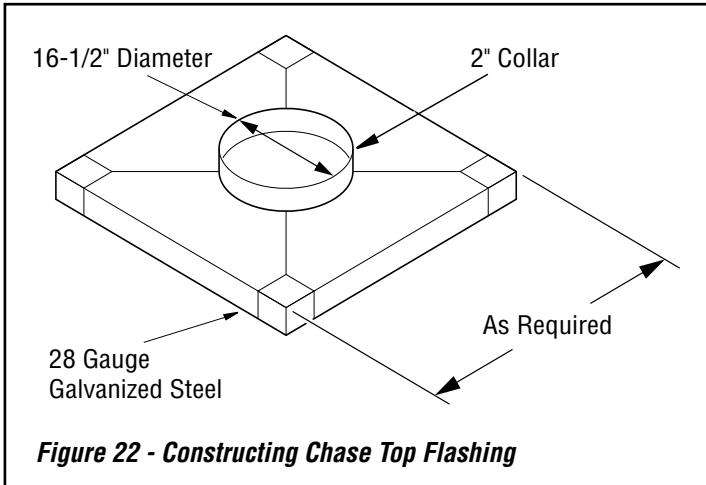 16-1/2" Diameter
2" Collar
As Required
28 Gauge
Galvanized Steel
Figure 22 - Constructing Chase Top Flashing